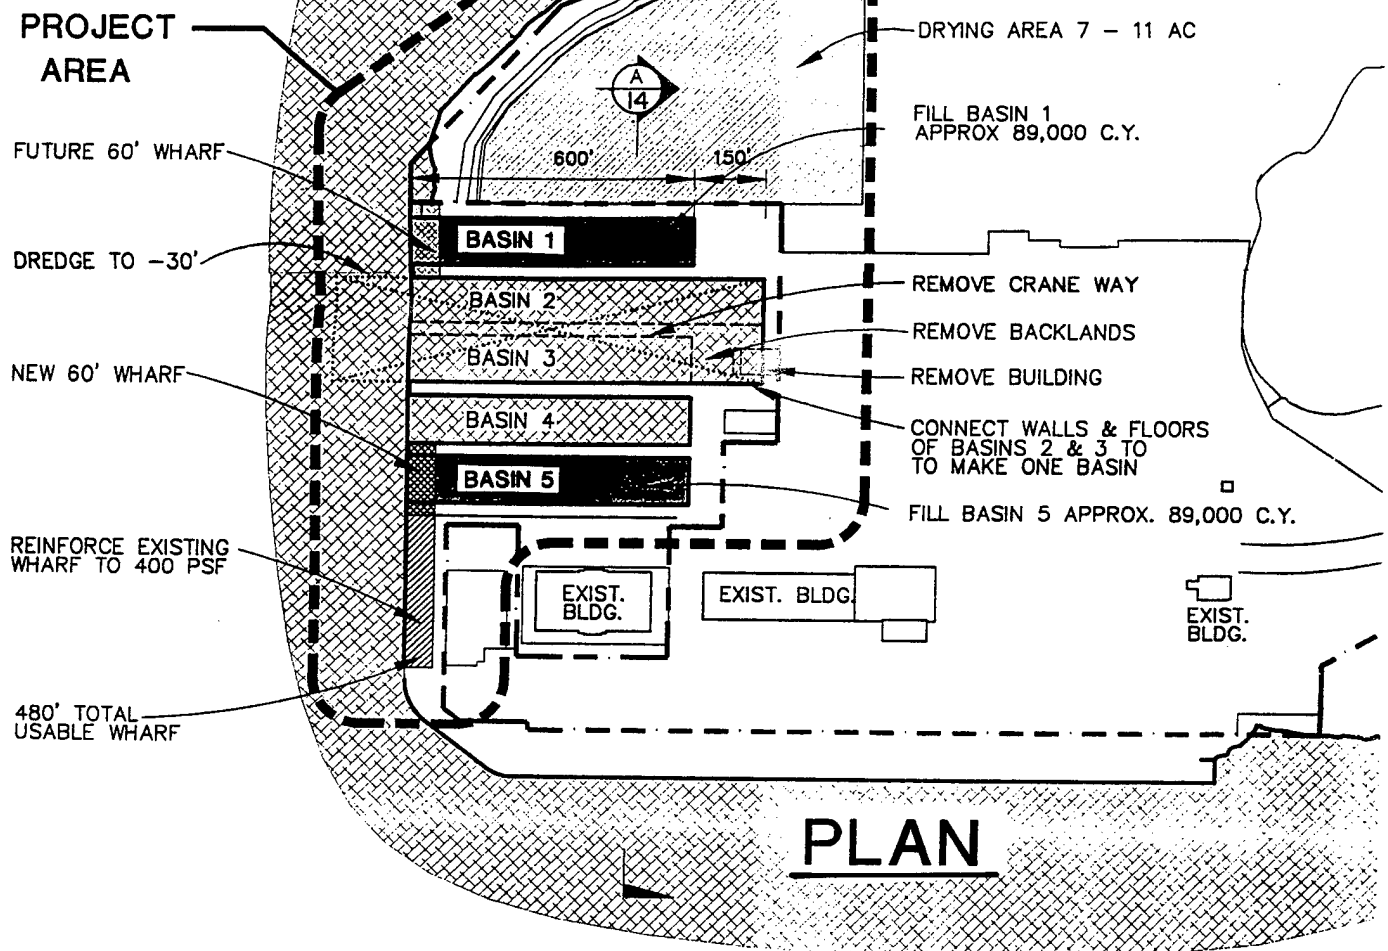 PROJECT
AREA
DRYING AREA 7 - 11 AC
A
14
FILL BASIN 1
APPROX 89,000 C.Y.
FUTURE 60' WHARF
600'
150'
BASIN 1
DREDGE TO -30'
BASIN 2
REMOVE CRANE WAY
REMOVE BACKLANDS
BASIN 3
NEW 60' WHARF
REMOVE BUILDING
BASIN 4
CONNECT WALLS & FLOORS
OF BASINS 2 & 3 TO
TO MAKE ONE BASIN
BASIN 5
FILL BASIN 5 APPROX. 89,000 C.Y.
REINFORCE EXISTING
WHARF TO 400 PSF
EXIST.
BLDG.
EXIST. BLDG.
EXIST.
BLDG.
480' TOTAL
USABLE WHARF
PLAN